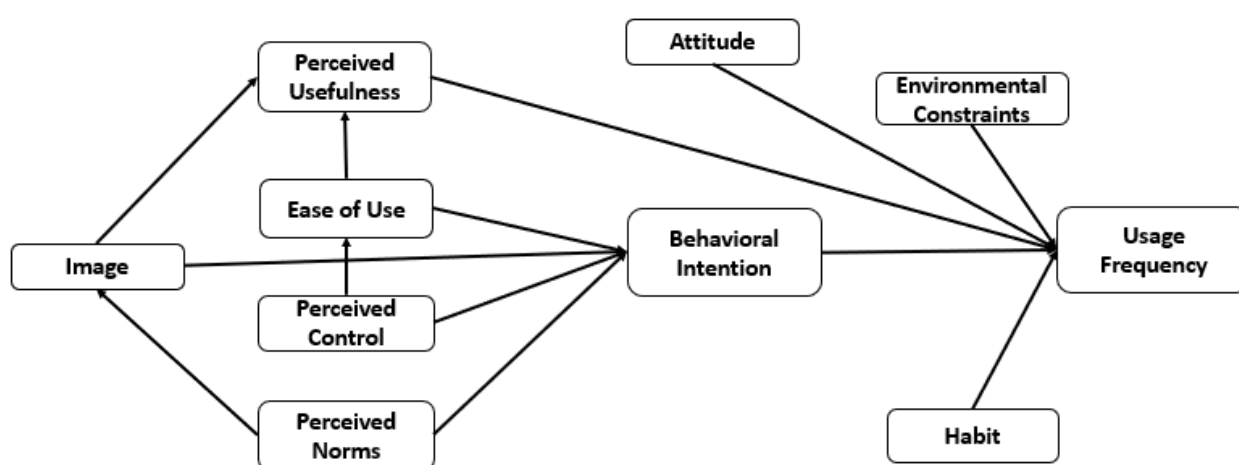 Attitude
Perceived
Usefulness
Environmental
Constraints
Ease of Use
Behavioral
Intention
Usage
Frequency
Image
Perceived
Control
Perceived
Norms
Habit